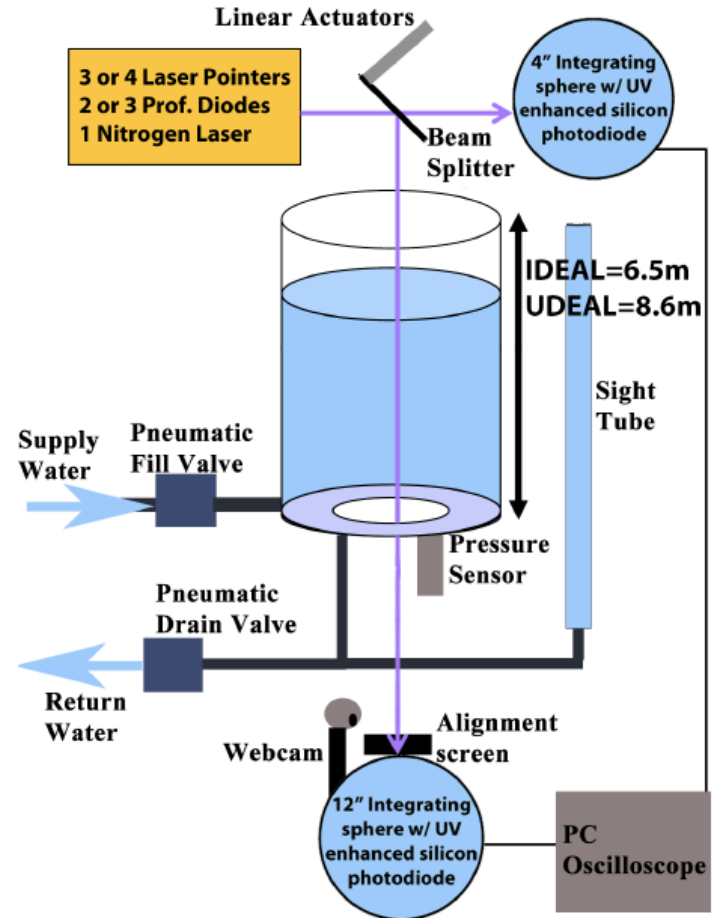 Linear Actuators
3 or 4 Laser Pointers
2 or 3 Prof. Diodes
1 Nitrogen Laser
4” Integrating
sphere w/ UV
enhanced silicon
photodiode
Beam
Splitter
IDEAL=6.5m
UDEAL=8.6m
Sight
Tube
Supply
Water
Pneumatic
Fill Valve
Pressure
Sensor
Pneumatic
Drain Valve
Return
Water
Webcam
Alignment
screen
12” Integrating
sphere w/ UV
enhanced silicon
photodiode
PC
Oscilloscope